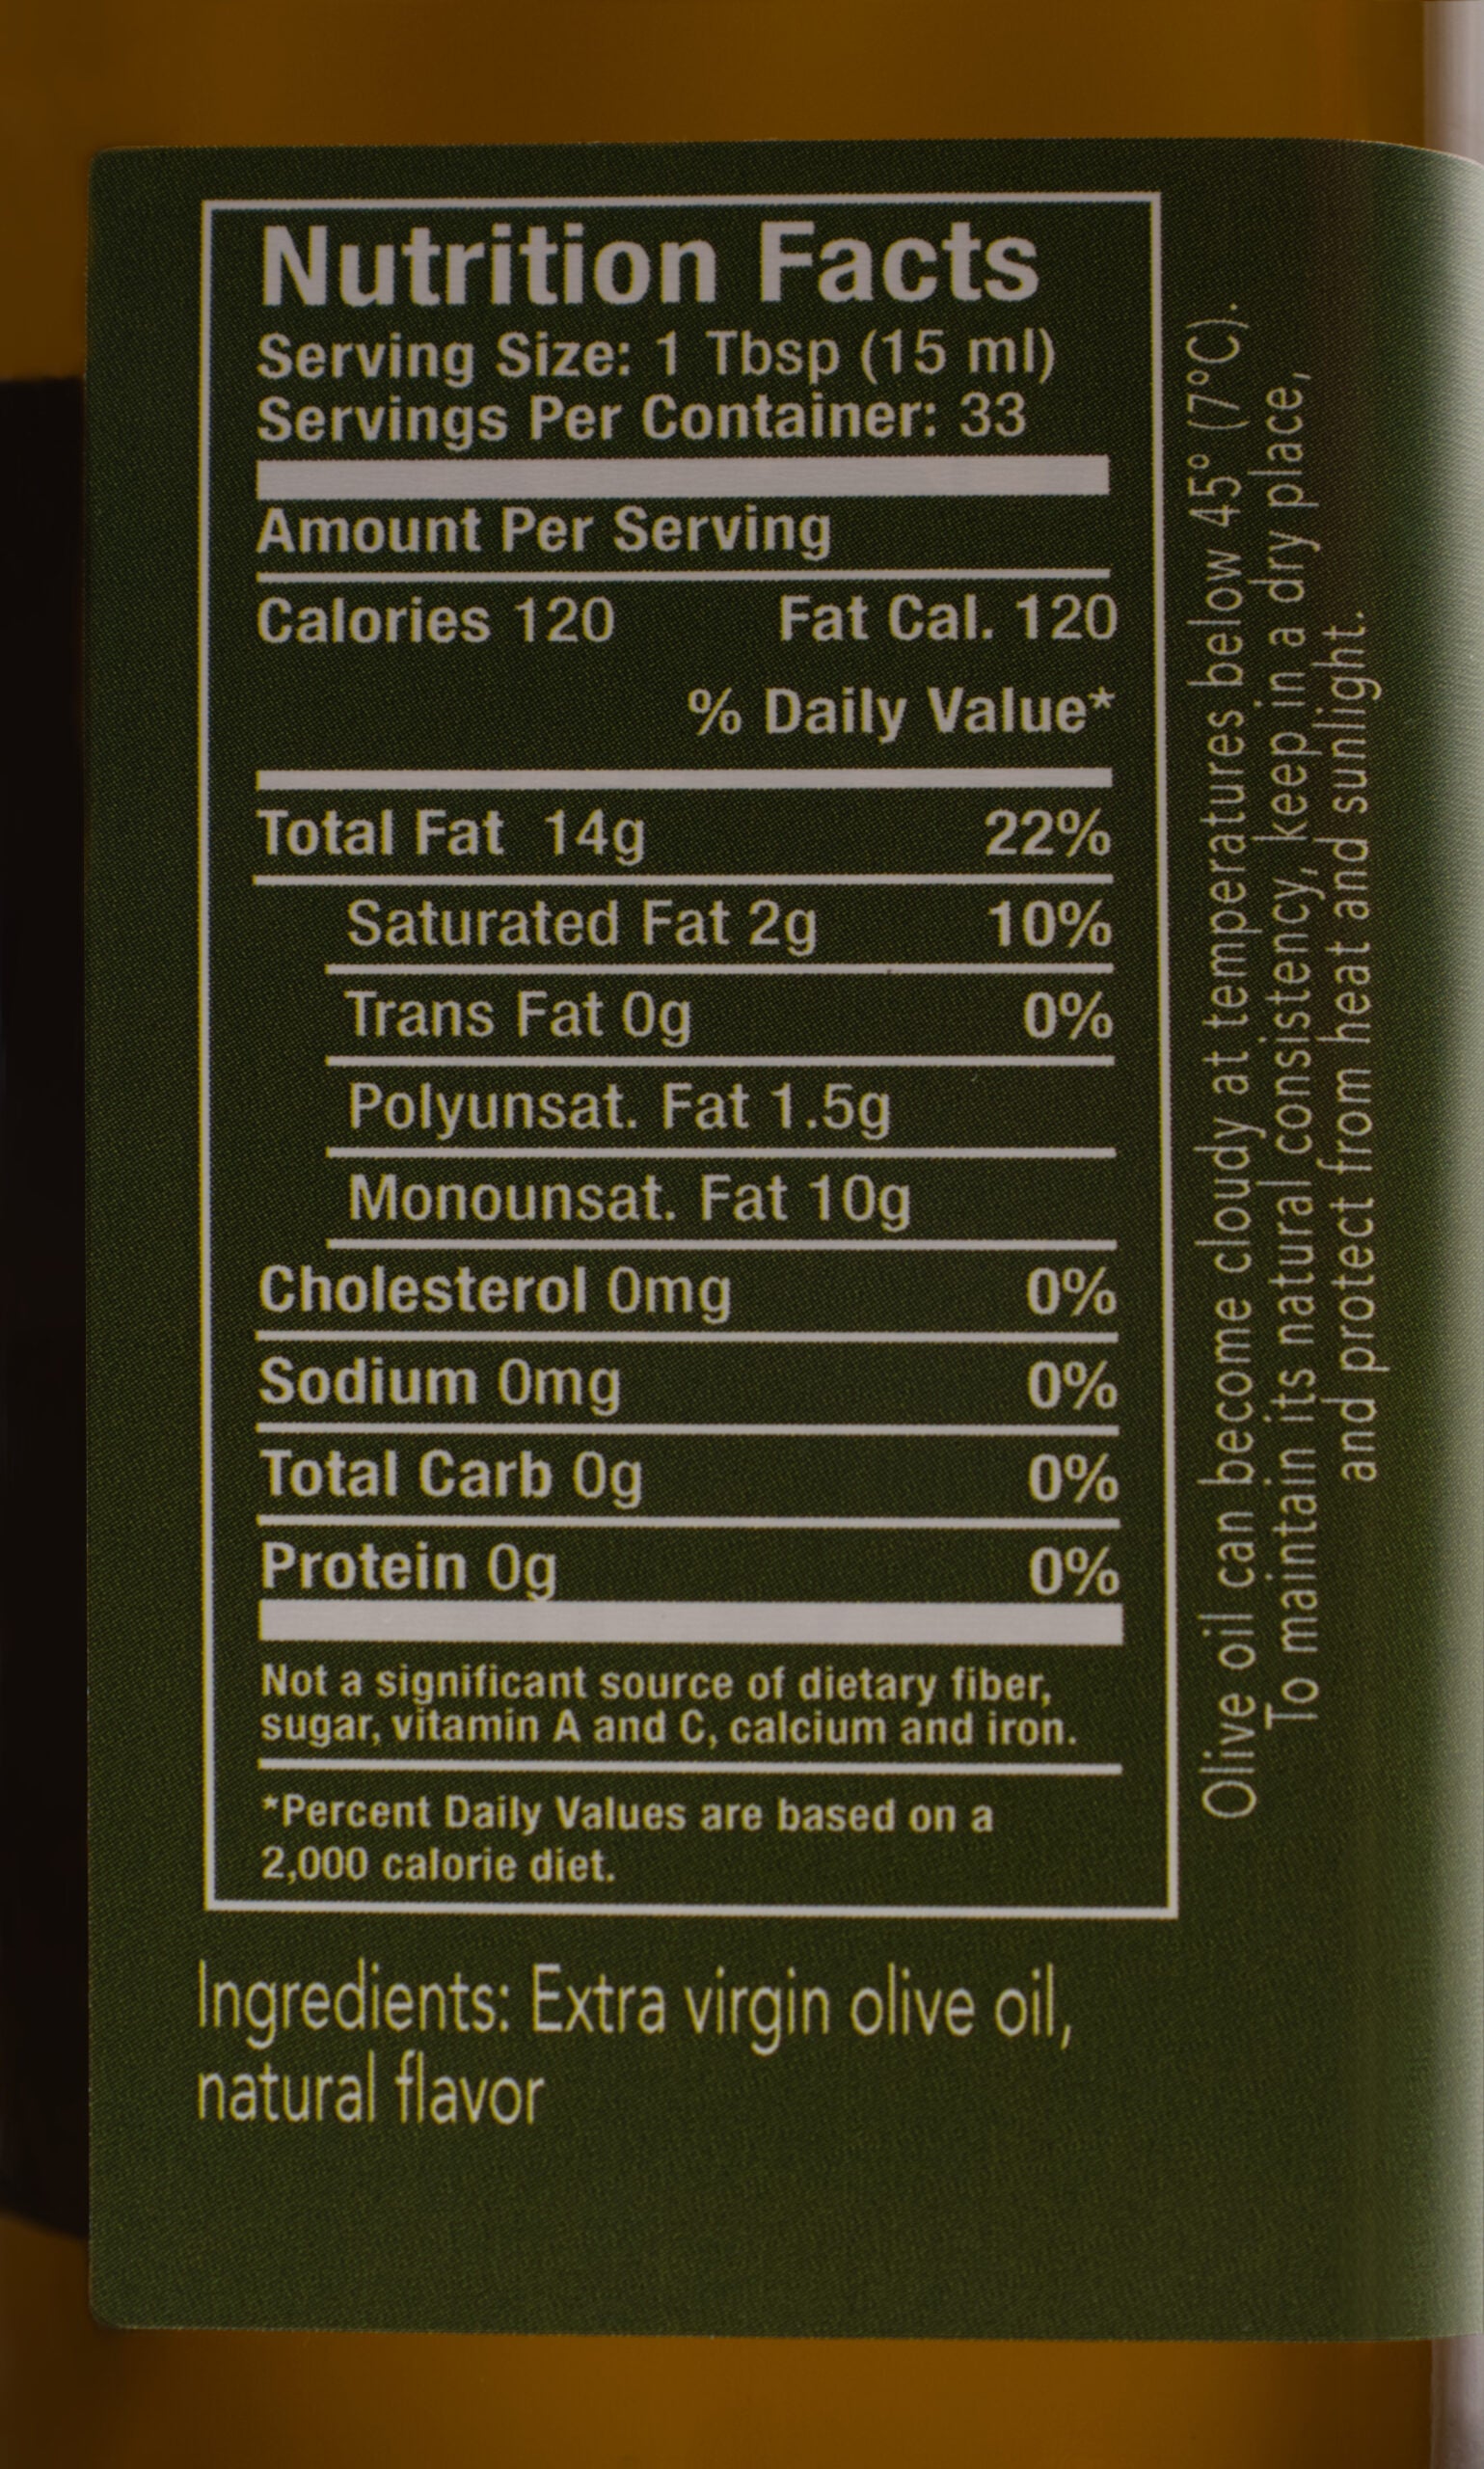 Nutrition Facts
Serving Size: 1 Tbsp (15 ml)
Servings Per Container: 33
Amount Per Serving
Calories 120 Fat Cal. 120
% Daily Value*
Total Fat 14g 22%
Saturated Fat 2g 10%
Trans Fat 0g 0%
Polyunsat. Fat 1.5g
Monounsat. Fat 10g
Cholesterol 0mg 0%
Sodium 0mg 0%
Total Carb 0g 0%
Protein 0g 0%
Not a significant source of dietary fiber,
sugar, vitamin A and C, calcium and iron.
*Percent Daily Values are based on a
2,000 calorie diet.
Ingredients: Extra virgin olive oil,
natural flavor
Olive oil can become cloudy at temperatures below 45° (7°C).
To maintain its natural consistency, keep in a dry place,
and protect from heat and sunlight.